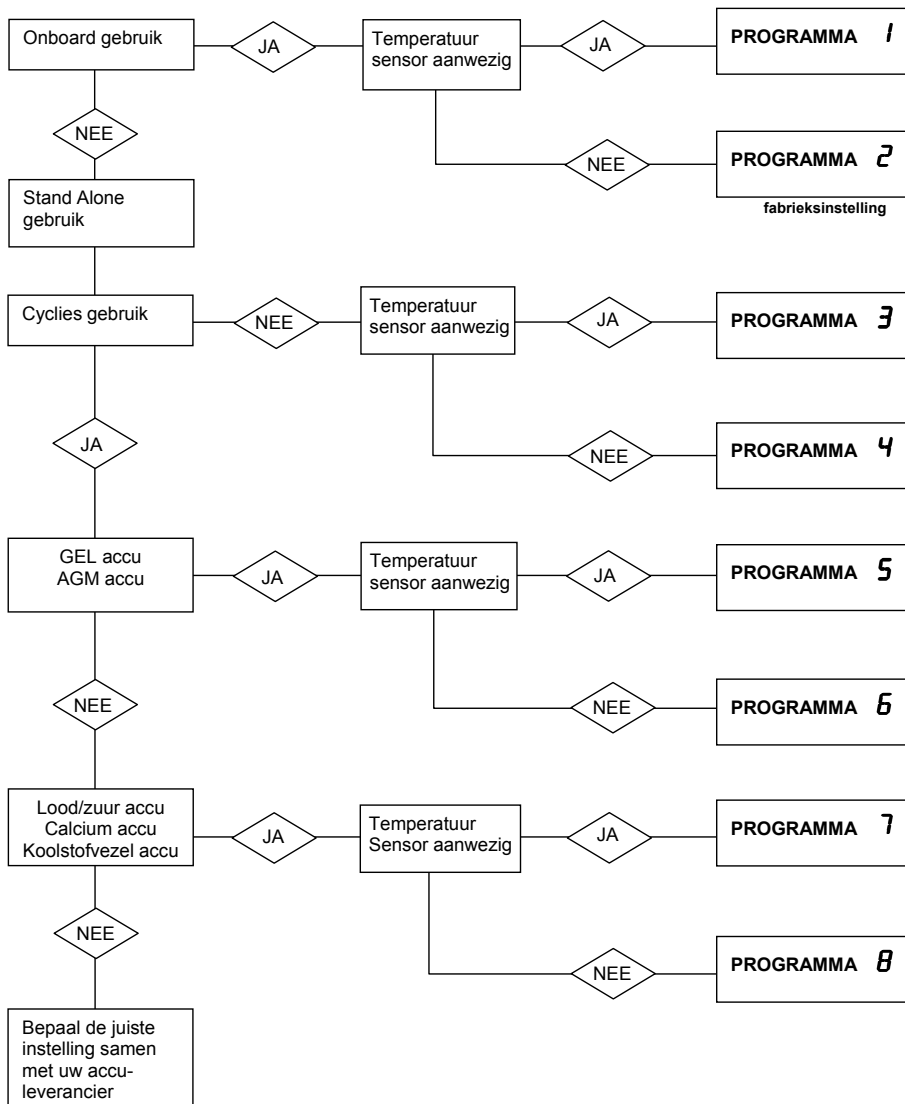 Onboard gebruik
JA
Temperatuur
sensor aanwezig
JA
PROGRAMMA 1
NEE
NEE
PROGRAMMA 2
fabrieksinstelling
Stand Alone
gebruik
Cyclies gebruik
NEE
Temperatuur
sensor aanwezig
JA
PROGRAMMA 3
JA
NEE
PROGRAMMA 4
GEL accu
AGM accu
JA
Temperatuur
sensor aanwezig
JA
PROGRAMMA 5
NEE
NEE
PROGRAMMA 6
Lood/zuur accu
Calcium accu
Koolstofvezel accu
JA
Temperatuur
Sensor aanwezig
JA
PROGRAMMA 7
NEE
NEE
PROGRAMMA 8
Bepaal de juiste
instelling samen
met uw accu-
leverancier